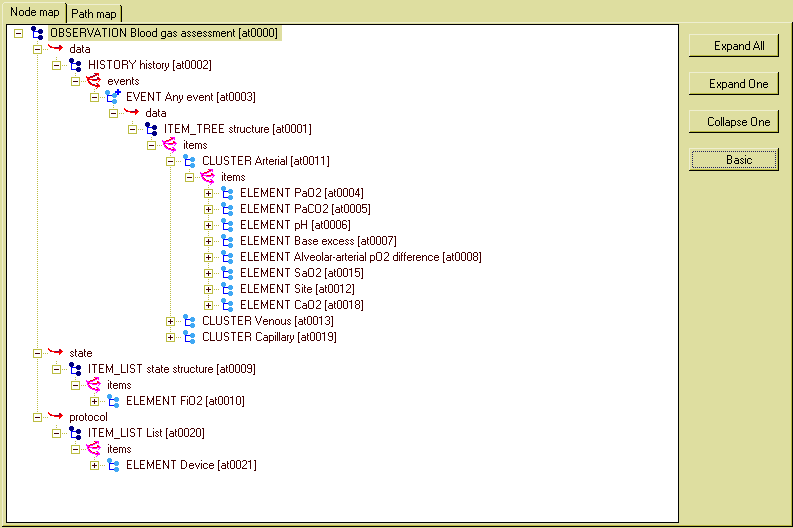 Node map Path map
OBSERVATION Blood gas assessment [at0000]
data
HISTORY history [at0002]
events
EVENT Any event [at0003]
data
ITEM_TREE structure [at0001]
items
CLUSTER Arterial [at0011]
items
ELEMENT PaO2 [at0004]
ELEMENT PaCO2 [at0005]
ELEMENT pH [at0006]
ELEMENT Base excess [at0007]
ELEMENT Alveolar-arterial pO2 difference [at0008]
ELEMENT SaO2 [at0015]
ELEMENT Site [at0012]
ELEMENT CaO2 [at0018]
CLUSTER Venous [at0013]
CLUSTER Capillary [at0019]
state
ITEM_LIST state structure [at0009]
items
ELEMENT FiO2 [at0010]
protocol
ITEM_LIST List [at0020]
items
ELEMENT Device [at0021]
Expand All
Expand One
Collapse One
Basic